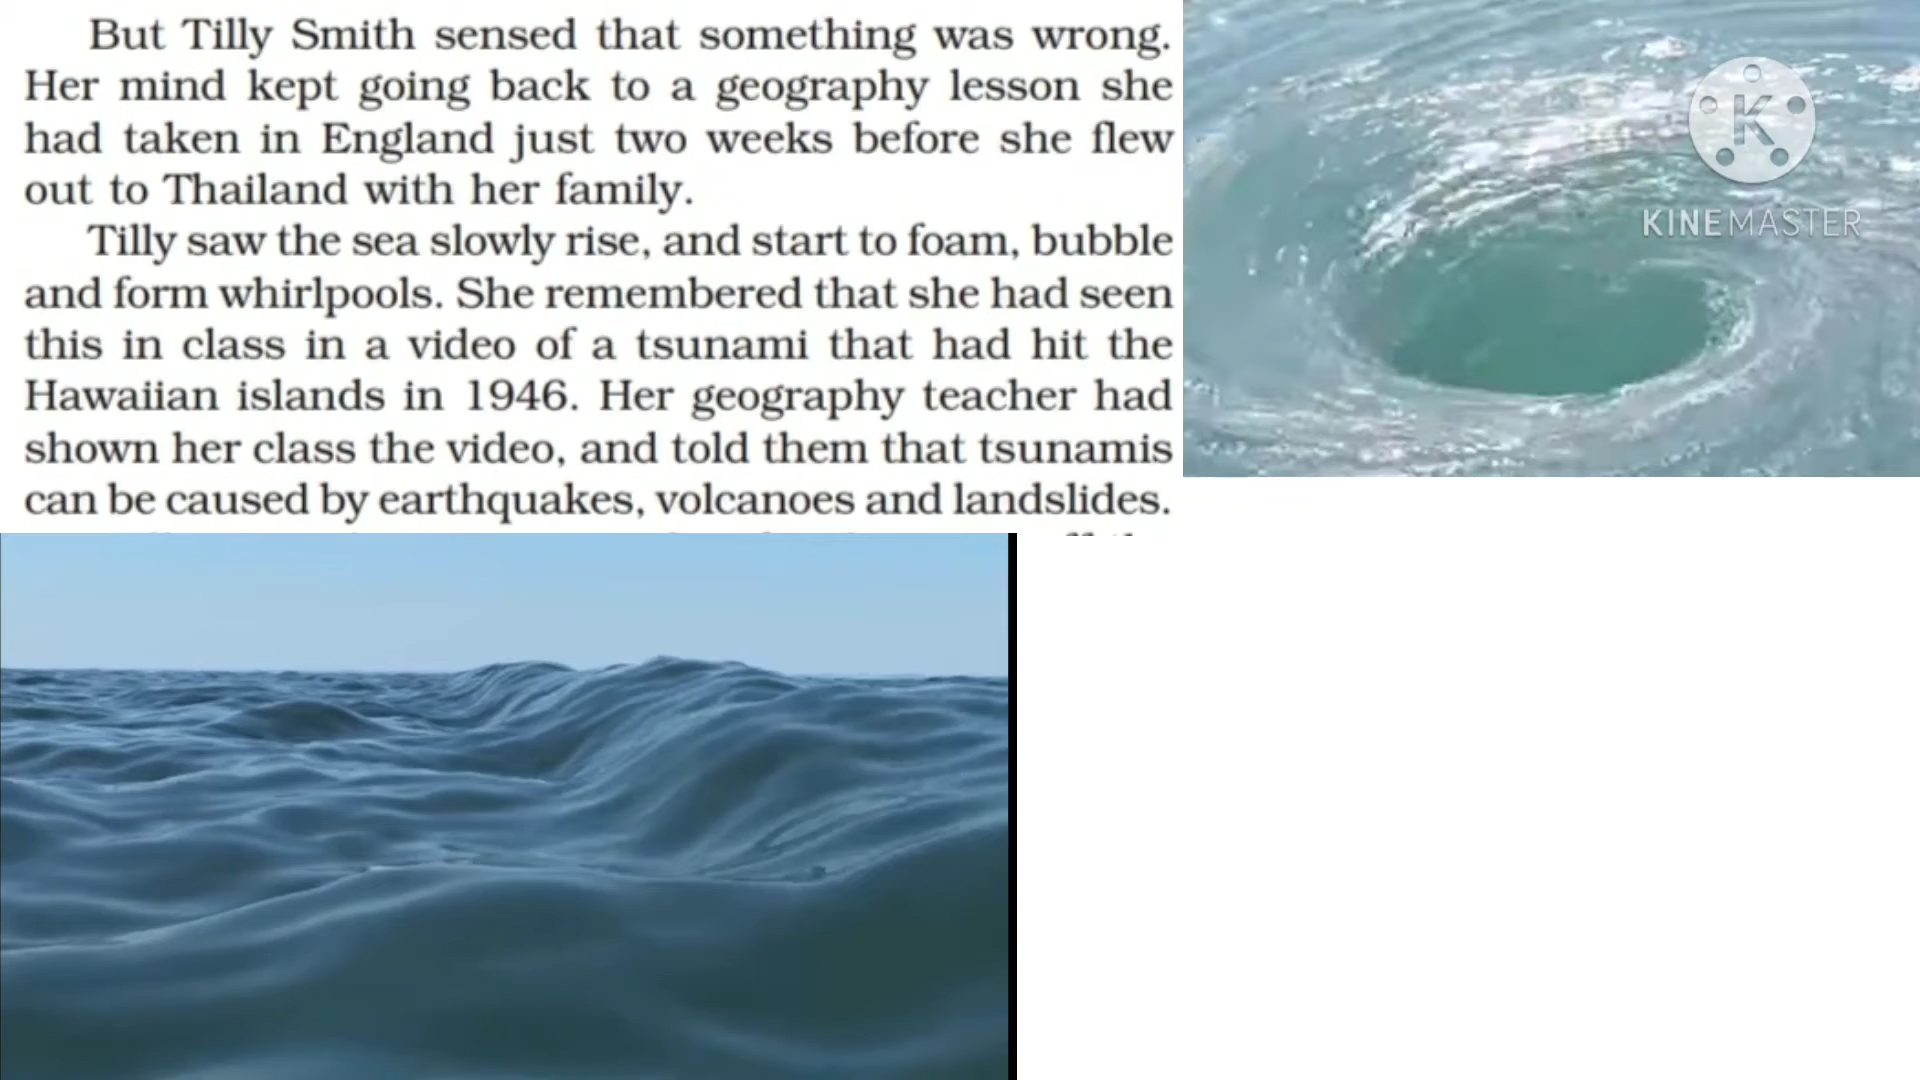 But Tilly Smith sensed that something was wrong.
Her mind kept going back to a geography lesson she
had taken in England just two weeks before she flew
out to Thailand with her family.
Tilly saw the sea slowly rise, and start to foam, bubble
and form whirlpools. She remembered that she had seen
this in class in a video of a tsunami that had hit the
Hawaiian islands in 1946. Her geography teacher had
shown her class the video, and told them that tsunamis
can be caused by earthquakes, volcanoes and landslides.
K
KINEMASTER